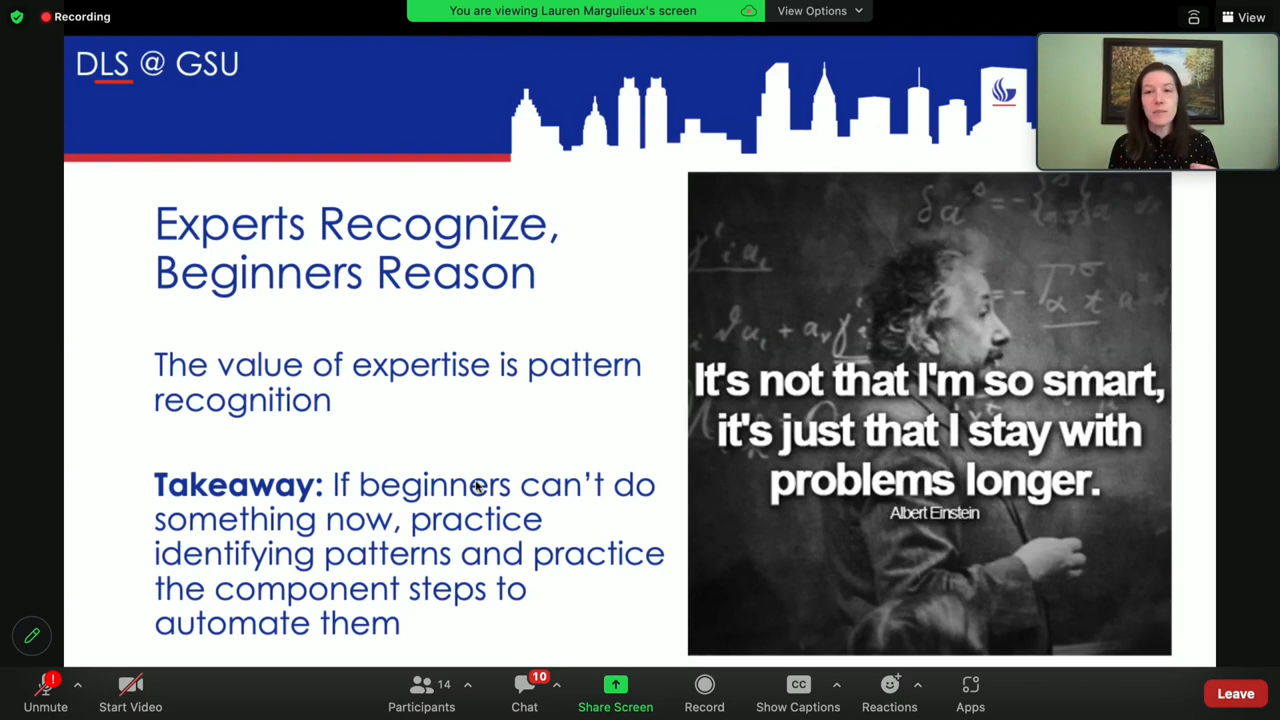 Recording
You are viewing Lauren Margulieux's screen
View Options
View
DLS @ GSU
Experts Recognize,
Beginners Reason
The value of expertise is pattern
recognition
Takeaway: If beginners can't do
something now, practice
identifying patterns and practice
the component steps to
automate them
It's not that I'm so smart,
it's just that I stay with
problems longer.
Albert Einstein
Unmute
Start Video
14
Participants
10
Chat
Share Screen
Record
CC
Show Captions
Reactions
Apps
Leave